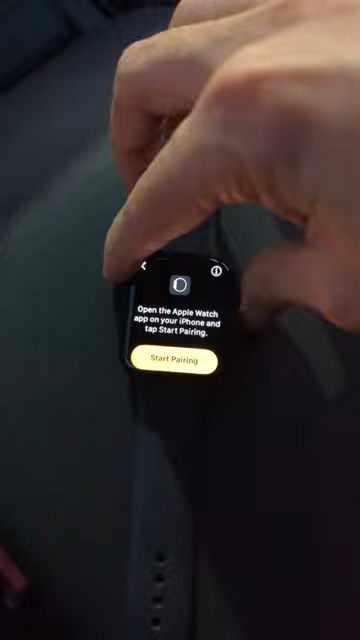 Open the Apple Watch
app on your iPhone and
tap Start Pairing.
Start Pairing